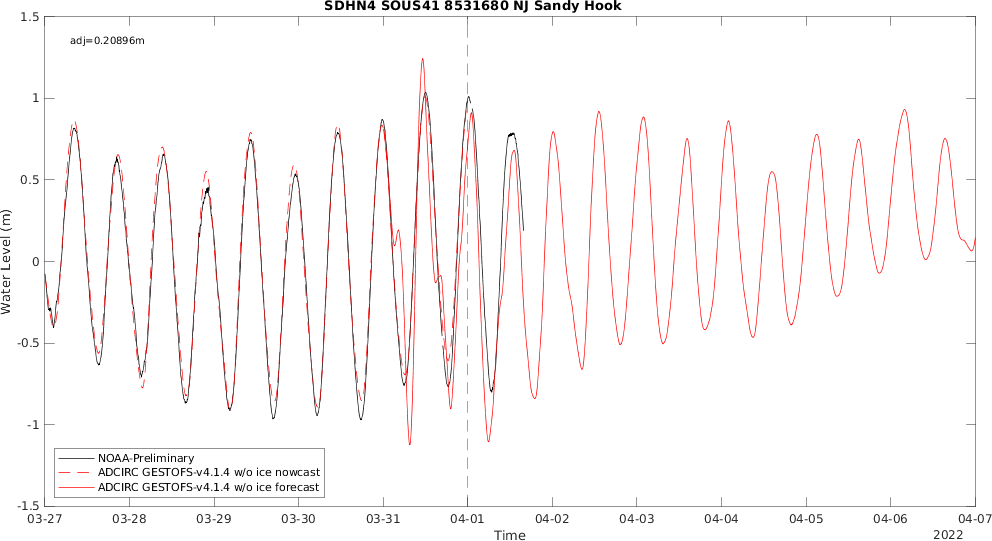 SDHN4 SOUS41 8531680 NJ Sandy Hook
adj=0.20896m
1.5
1
0.5
0
-0.5
-1
-1.5
Water Level (m)
NOAA-Preliminary
ADCIRC GESTOFS-v4.1.4 w/o ice nowcast
ADCIRC GESTOFS-v4.1.4 w/o ice forecast
03-27 03-28 03-29 03-30 03-31 04-01 04-02 04-03 04-04 04-05 04-06 04-07
Time
2022